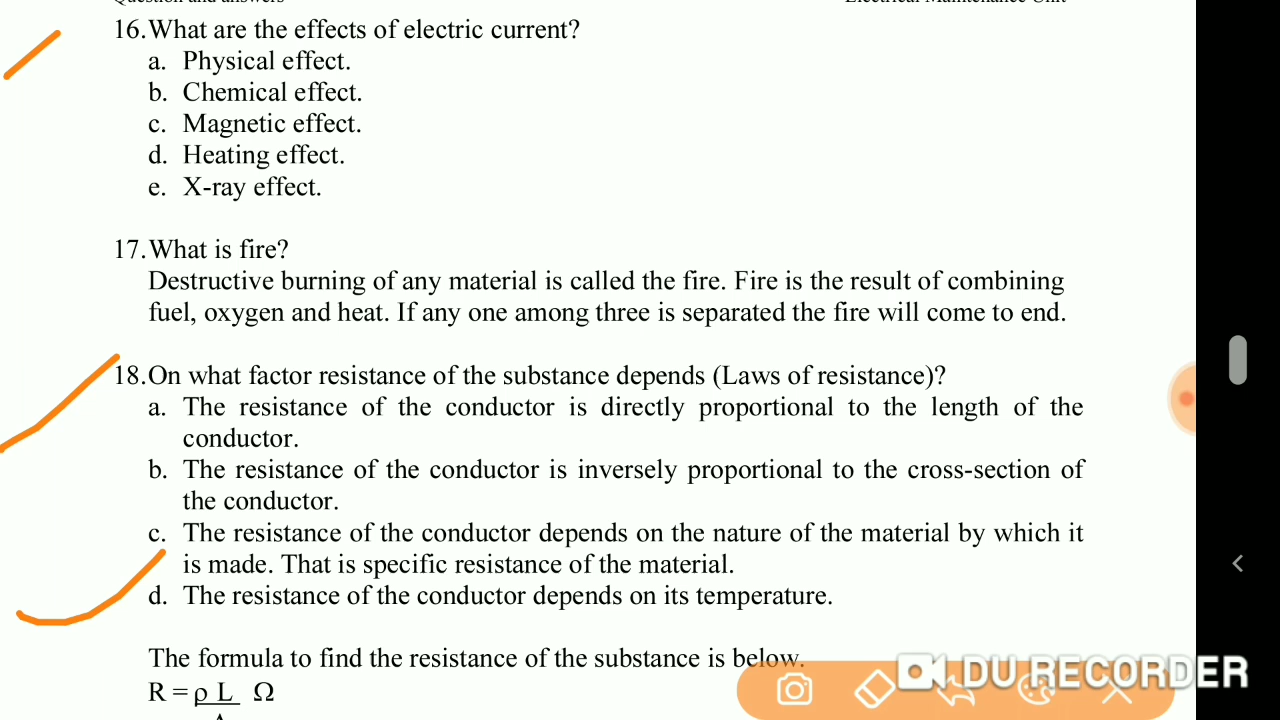 Question and answers Electrical Maintenance Unit
16. What are the effects of electric current?
a. Physical effect.
b. Chemical effect.
c. Magnetic effect.
d. Heating effect.
e. X-ray effect.
17. What is fire?
Destructive burning of any material is called the fire. Fire is the result of combining
fuel, oxygen and heat. If any one among three is separated the fire will come to end.
18. On what factor resistance of the substance depends (Laws of resistance)?
a. The resistance of the conductor is directly proportional to the length of the
conductor.
b. The resistance of the conductor is inversely proportional to the cross-section of
the conductor.
c. The resistance of the conductor depends on the nature of the material by which it
is made. That is specific resistance of the material.
d. The resistance of the conductor depends on its temperature.
The formula to find the resistance of the substance is below.
R = ρ L Ω
A
DU RECORDER